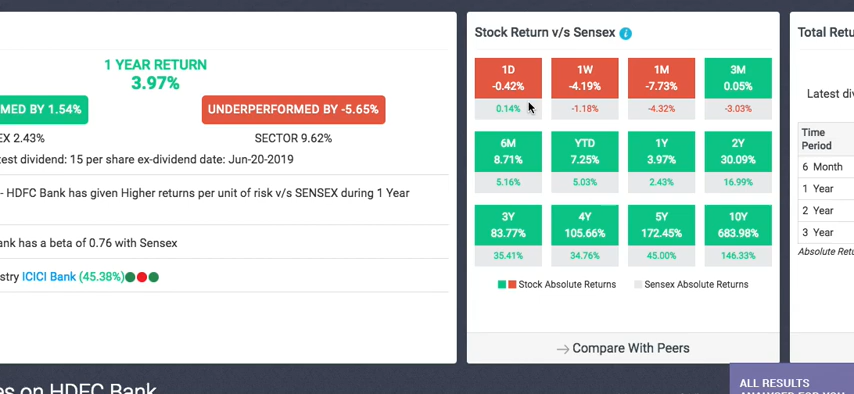 1 YEAR RETURN
3.97%
MED BY 1.54%
UNDERPERFORMED BY -5.65%
EX 2.43%
SECTOR 9.62%
test dividend: 15 per share ex-dividend date: Jun-20-2019
- HDFC Bank has given Higher returns per unit of risk v/s SENSEX during 1 Year
ank has a beta of 0.76 with Sensex
stry ICICI Bank (45.38%)
Stock Return v/s Sensex i
1D 1W 1M 3M
-0.42% -4.19% -7.73% 0.05%
0.14% -1.18% -4.32% -3.03%
6M YTD 1Y 2Y
8.71% 7.25% 3.97% 30.09%
5.16% 5.03% 2.43% 16.99%
3Y 4Y 5Y 10Y
83.77% 105.66% 172.45% 683.98%
35.41% 34.76% 45.00% 146.33%
Stock Absolute Returns Sensex Absolute Returns
→ Compare With Peers
Total Retu
Latest div
Time
Period
6 Month
1 Year
2 Year
3 Year
Absolute Retu
es on HDFC Bank
ALL RESULTS